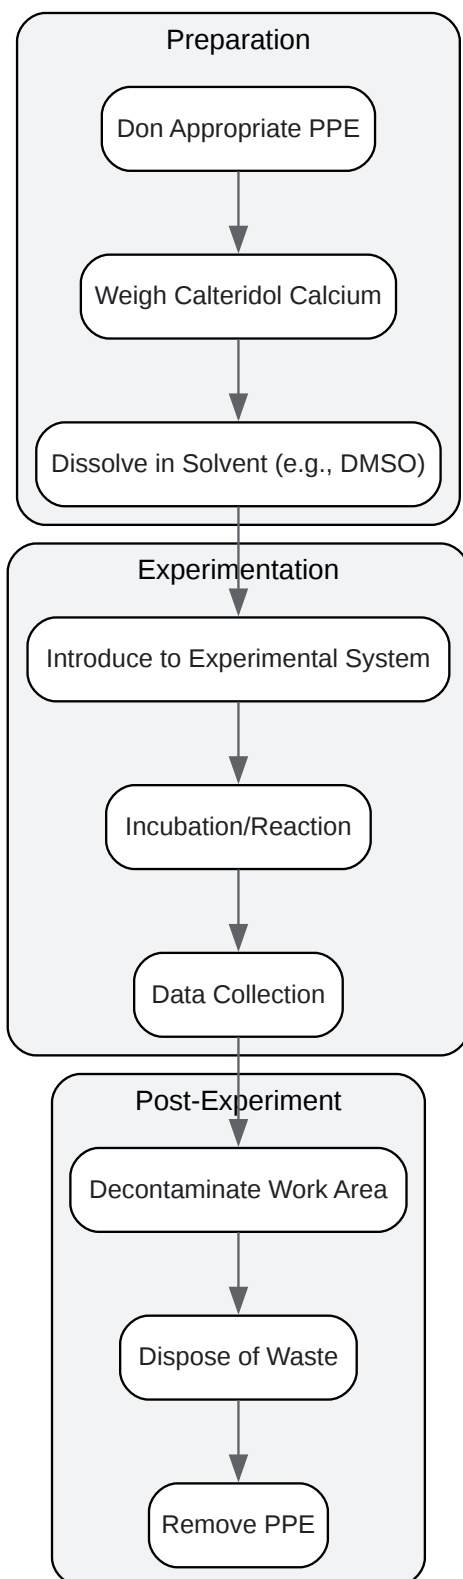 Preparation
Don Appropriate PPE
Weigh Calteridol Calcium
Dissolve in Solvent (e.g., DMSO)
Experimentation
Introduce to Experimental System
Incubation/Reaction
Data Collection
Post-Experiment
Decontaminate Work Area
Dispose of Waste
Remove PPE